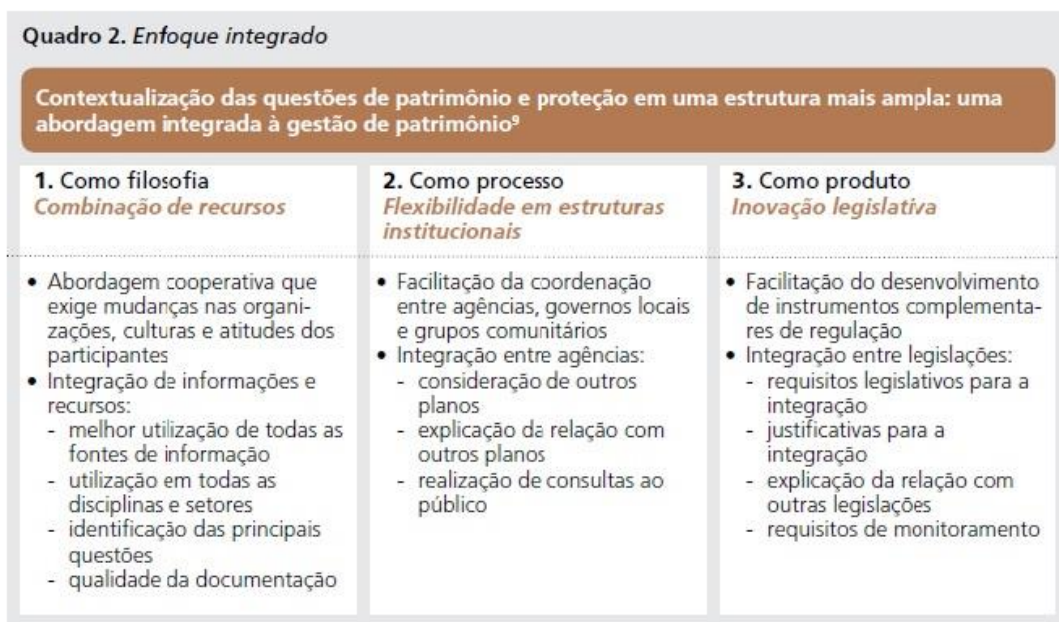 Quadro 2. Enfoque integrado
Contextualização das questões de patrimônio e proteção em uma estrutura mais ampla: uma
abordagem integrada à gestão de patrimônio⁹
1. Como filosofia
Combinação de recursos
• Abordagem cooperativa que
exige mudanças nas organi-
zações, culturas e atitudes dos
participantes
• Integração de informações e
recursos:
- melhor utilização de todas as
fontes de informação
- utilização em todas as
disciplinas e setores
- identificação das principais
questões
- qualidade da documentação
2. Como processo
Flexibilidade em estruturas
institucionais
• Facilitação da coordenação
entre agências, governos locais
e grupos comunitários
• Integração entre agências:
- consideração de outros
planos
- explicação da relação com
outros planos
- realização de consultas ao
público
3. Como produto
Inovação legislativa
• Facilitação do desenvolvimento
de instrumentos complementa-
res de regulação
• Integração entre legislações:
- requisitos legislativos para a
integração
- justificativas para a
integração
- explicação da relação com
outras legislações
- requisitos de monitoramento